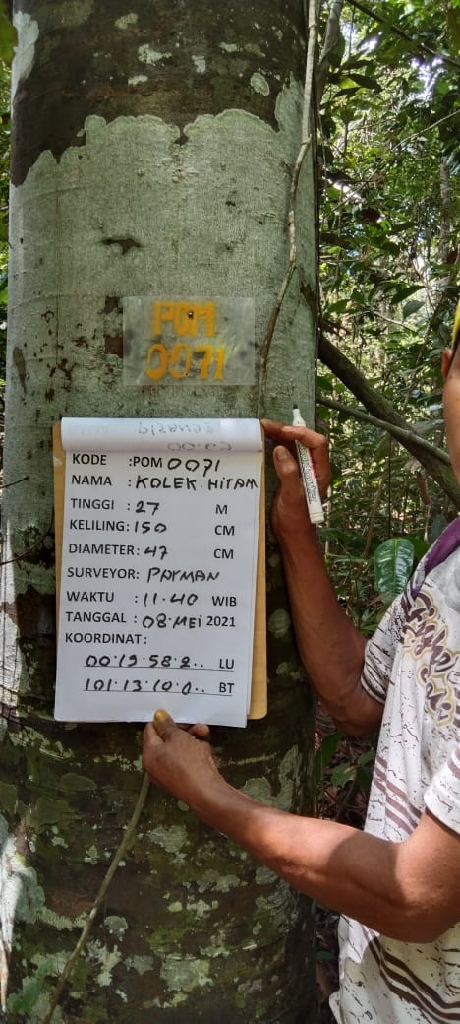 POM
0071
KODE :POM 0071
NAMA : KOLEK HITAM
TINGGI : 27 M
KELILING: 150 CM
DIAMETER: 47 CM
SURVEYOR: PAYMAN
WAKTU : 11.40 WIB
TANGGAL : 08 MEI 2021
KOORDINAT:
00.19 58.2.. LU
101.13.10.0.. BT